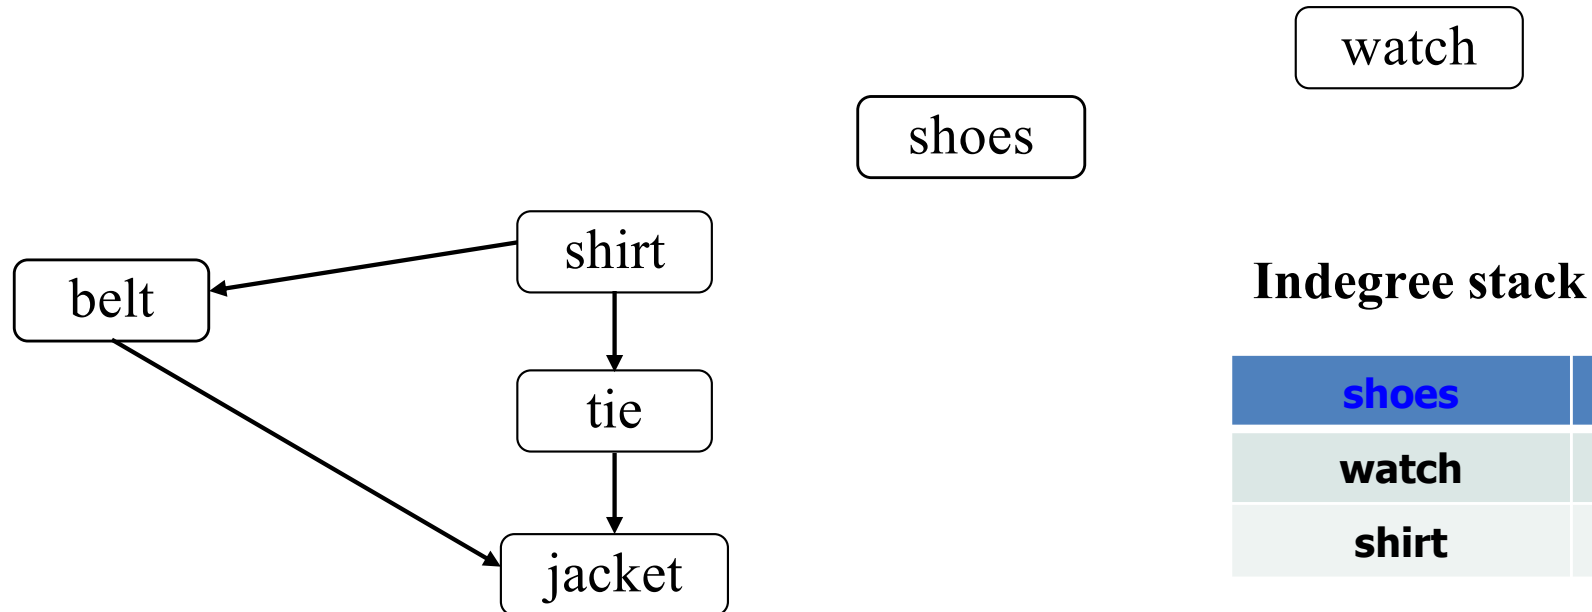 watch
shoes
shirt
belt
Indegree stack
tie
shoes
watch
shirt
jacket